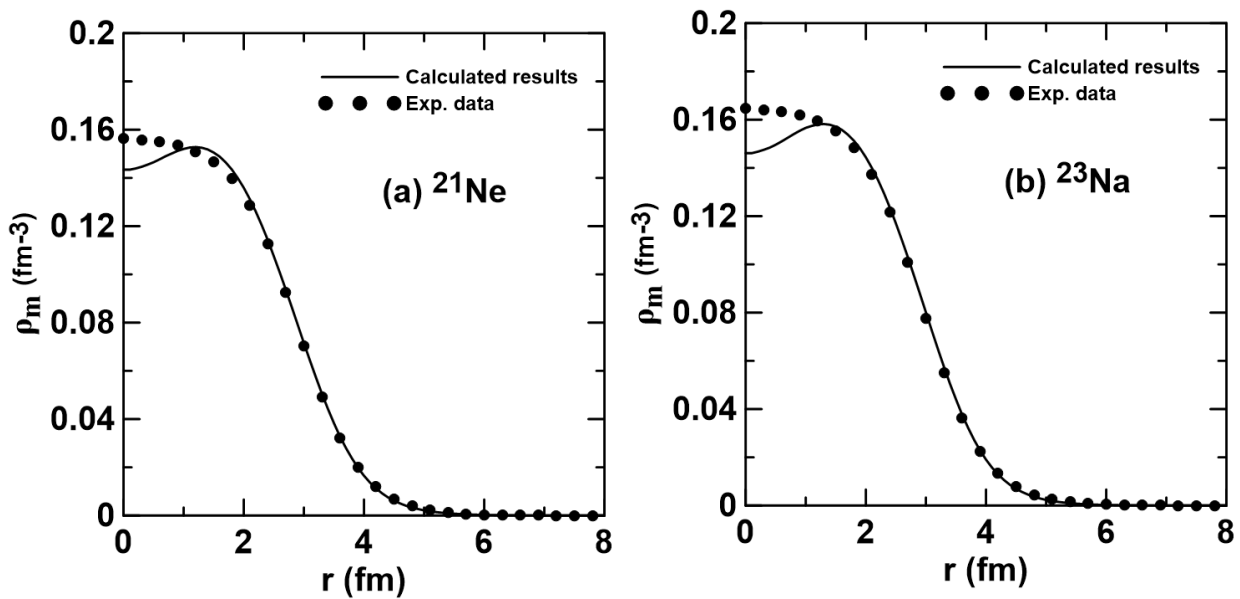 0.2
0.16
0.12
0.08
0.04
0
ρm (fm-3)
Calculated results
Exp. data
(a) 21Ne
0 2 4 6 8
r (fm)
0.2
0.16
0.12
0.08
0.04
0
ρm (fm-3)
Calculated results
Exp. data
(b) 23Na
0 2 4 6 8
r (fm)